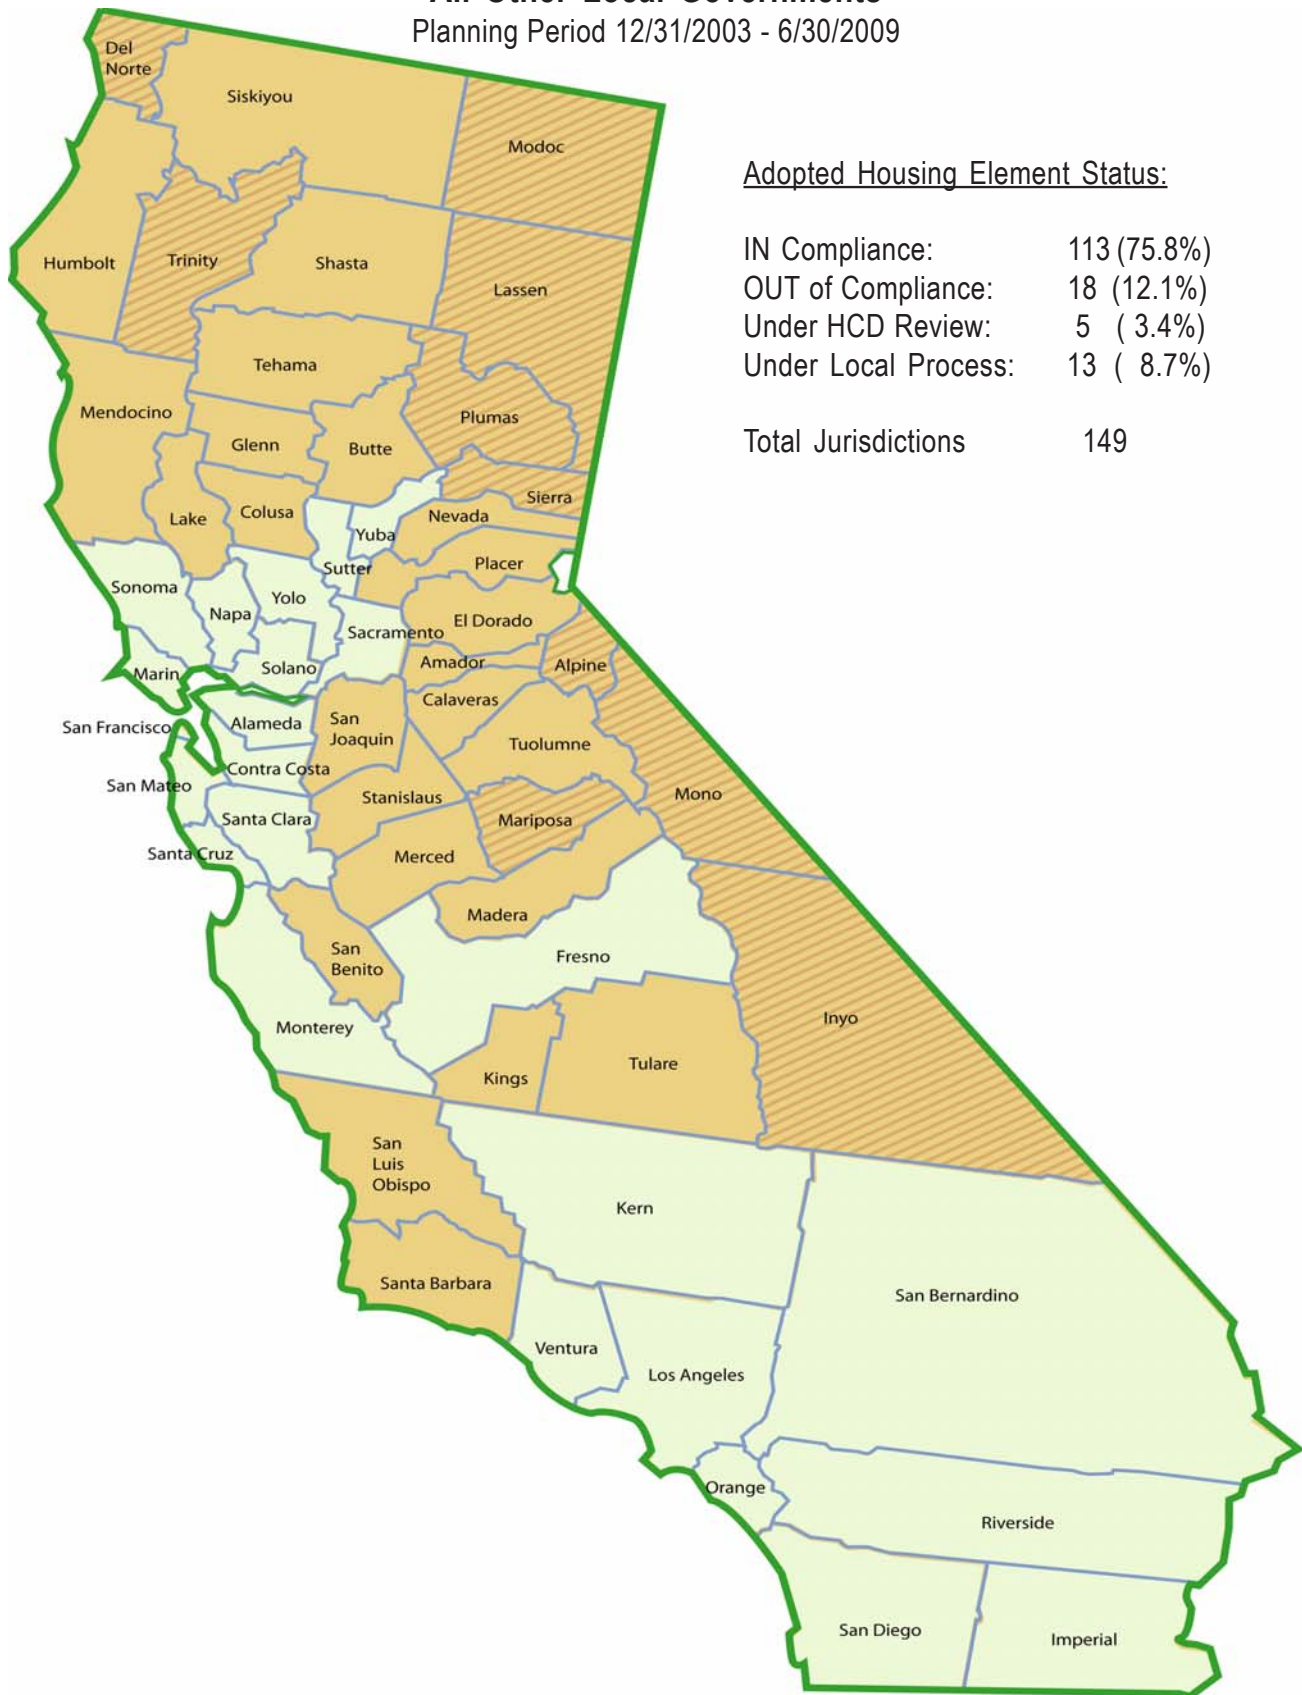 All Other Local Governments
Planning Period 12/31/2003 - 6/30/2009
Adopted Housing Element Status:
IN Compliance: 113 (75.8%)
OUT of Compliance: 18 (12.1%)
Under HCD Review: 5 ( 3.4%)
Under Local Process: 13 ( 8.7%)
Total Jurisdictions 149
Del
Norte
Siskiyou
Modoc
Humbolt
Trinity
Shasta
Lassen
Tehama
Mendocino
Plumas
Glenn
Butte
Sierra
Lake
Colusa
Nevada
Yuba
Sutter
Placer
Sonoma
Yolo
Napa
El Dorado
Sacramento
Amador
Alpine
Solano
Marin
Calaveras
San Francisco
Alameda
San
Joaquin
Tuolumne
Contra Costa
San Mateo
Stanislaus
Mono
Santa Clara
Mariposa
Santa Cruz
Merced
Madera
San
Benito
Fresno
Monterey
Inyo
Kings
Tulare
San
Luis
Obispo
Kern
Santa Barbara
San Bernardino
Ventura
Los Angeles
Orange
Riverside
San Diego
Imperial